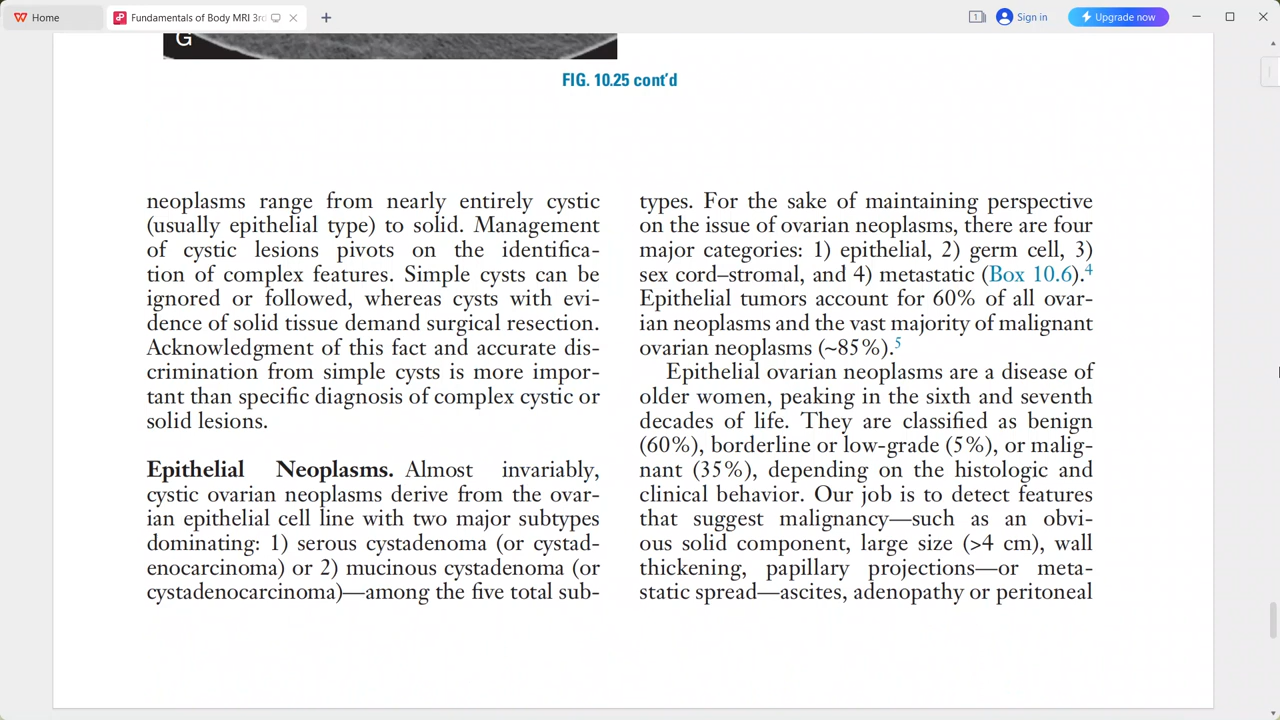 Home
Fundamentals of Body MRI 3rd
1
Sign in
Upgrade now
G
FIG. 10.25 cont'd
neoplasms range from nearly entirely cystic
(usually epithelial type) to solid. Management
of cystic lesions pivots on the identifica-
tion of complex features. Simple cysts can be
ignored or followed, whereas cysts with evi-
dence of solid tissue demand surgical resection.
Acknowledgment of this fact and accurate dis-
crimination from simple cysts is more impor-
tant than specific diagnosis of complex cystic or
solid lesions.
Epithelial Neoplasms. Almost invariably,
cystic ovarian neoplasms derive from the ovar-
ian epithelial cell line with two major subtypes
dominating: 1) serous cystadenoma (or cystad-
enocarcinoma) or 2) mucinous cystadenoma (or
cystadenocarcinoma)—among the five total sub-
types. For the sake of maintaining perspective
on the issue of ovarian neoplasms, there are four
major categories: 1) epithelial, 2) germ cell, 3)
sex cord–stromal, and 4) metastatic (Box 10.6).4
Epithelial tumors account for 60% of all ovar-
ian neoplasms and the vast majority of malignant
ovarian neoplasms (~85%).5
Epithelial ovarian neoplasms are a disease of
older women, peaking in the sixth and seventh
decades of life. They are classified as benign
(60%), borderline or low-grade (5%), or malig-
nant (35%), depending on the histologic and
clinical behavior. Our job is to detect features
that suggest malignancy—such as an obvi-
ous solid component, large size (>4 cm), wall
thickening, papillary projections—or meta-
static spread—ascites, adenopathy or peritoneal